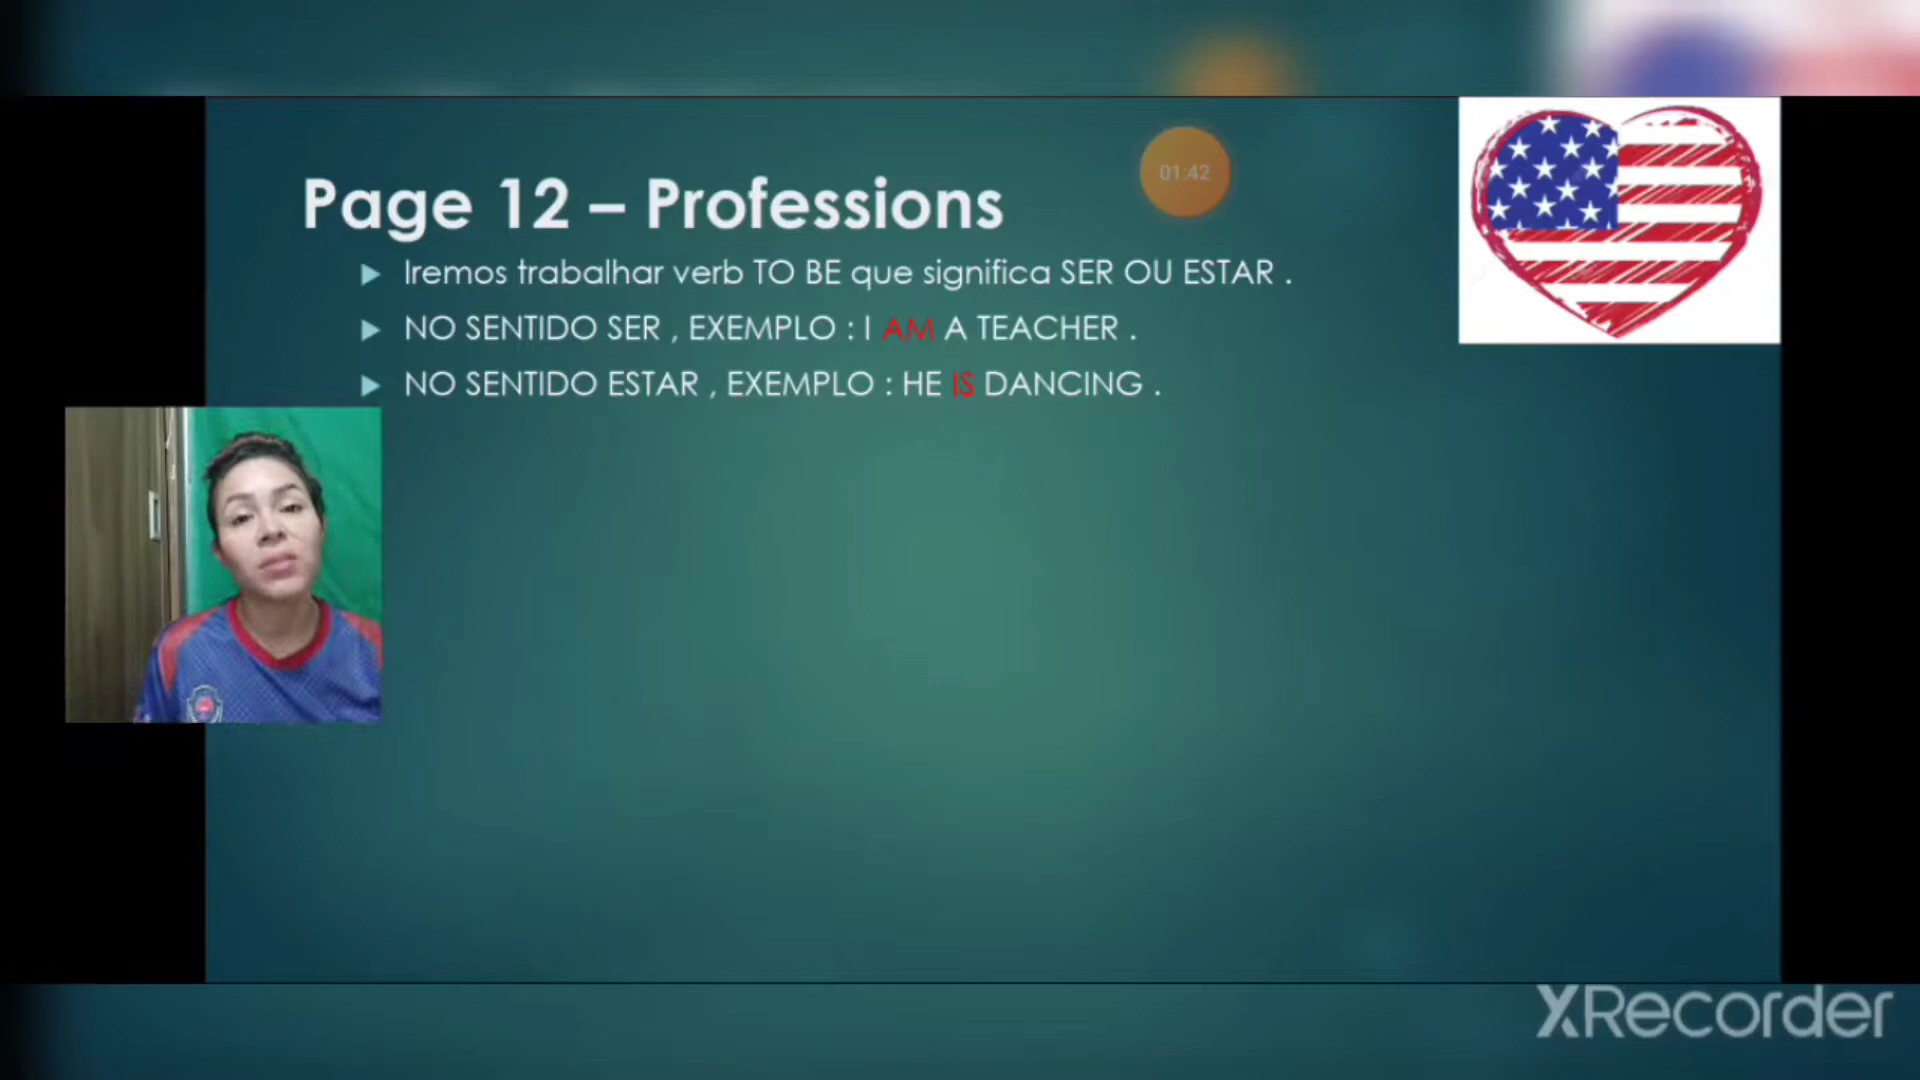 01:42
Page 12 – Professions
Iremos trabalhar verb TO BE que significa SER OU ESTAR .
NO SENTIDO SER , EXEMPLO : I AM A TEACHER .
NO SENTIDO ESTAR , EXEMPLO : HE IS DANCING .
XRecorder